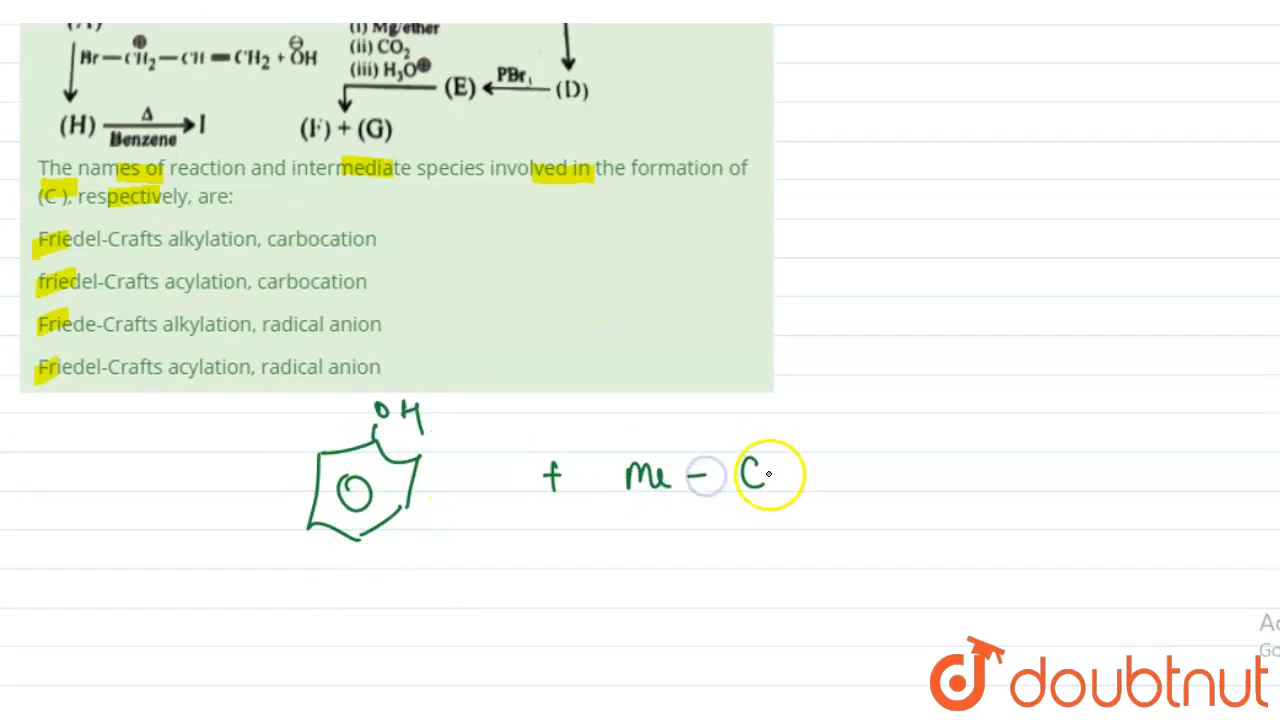 (i) Mg/ether
Br—CH₂—CH=CH₂ + OH
⊕
⊖
(ii) CO₂
(iii) H₃O⊕
(E) PBr₃ (D)
(H) Δ Benzene I
(F) + (G)
The names of reaction and intermediate species involved in the formation of
(C ), respectively, are:
Friedel-Crafts alkylation, carbocation
friedel-Crafts acylation, carbocation
Friede-Crafts alkylation, radical anion
Friedel-Crafts acylation, radical anion
OH
+ Me - C
doubtnut